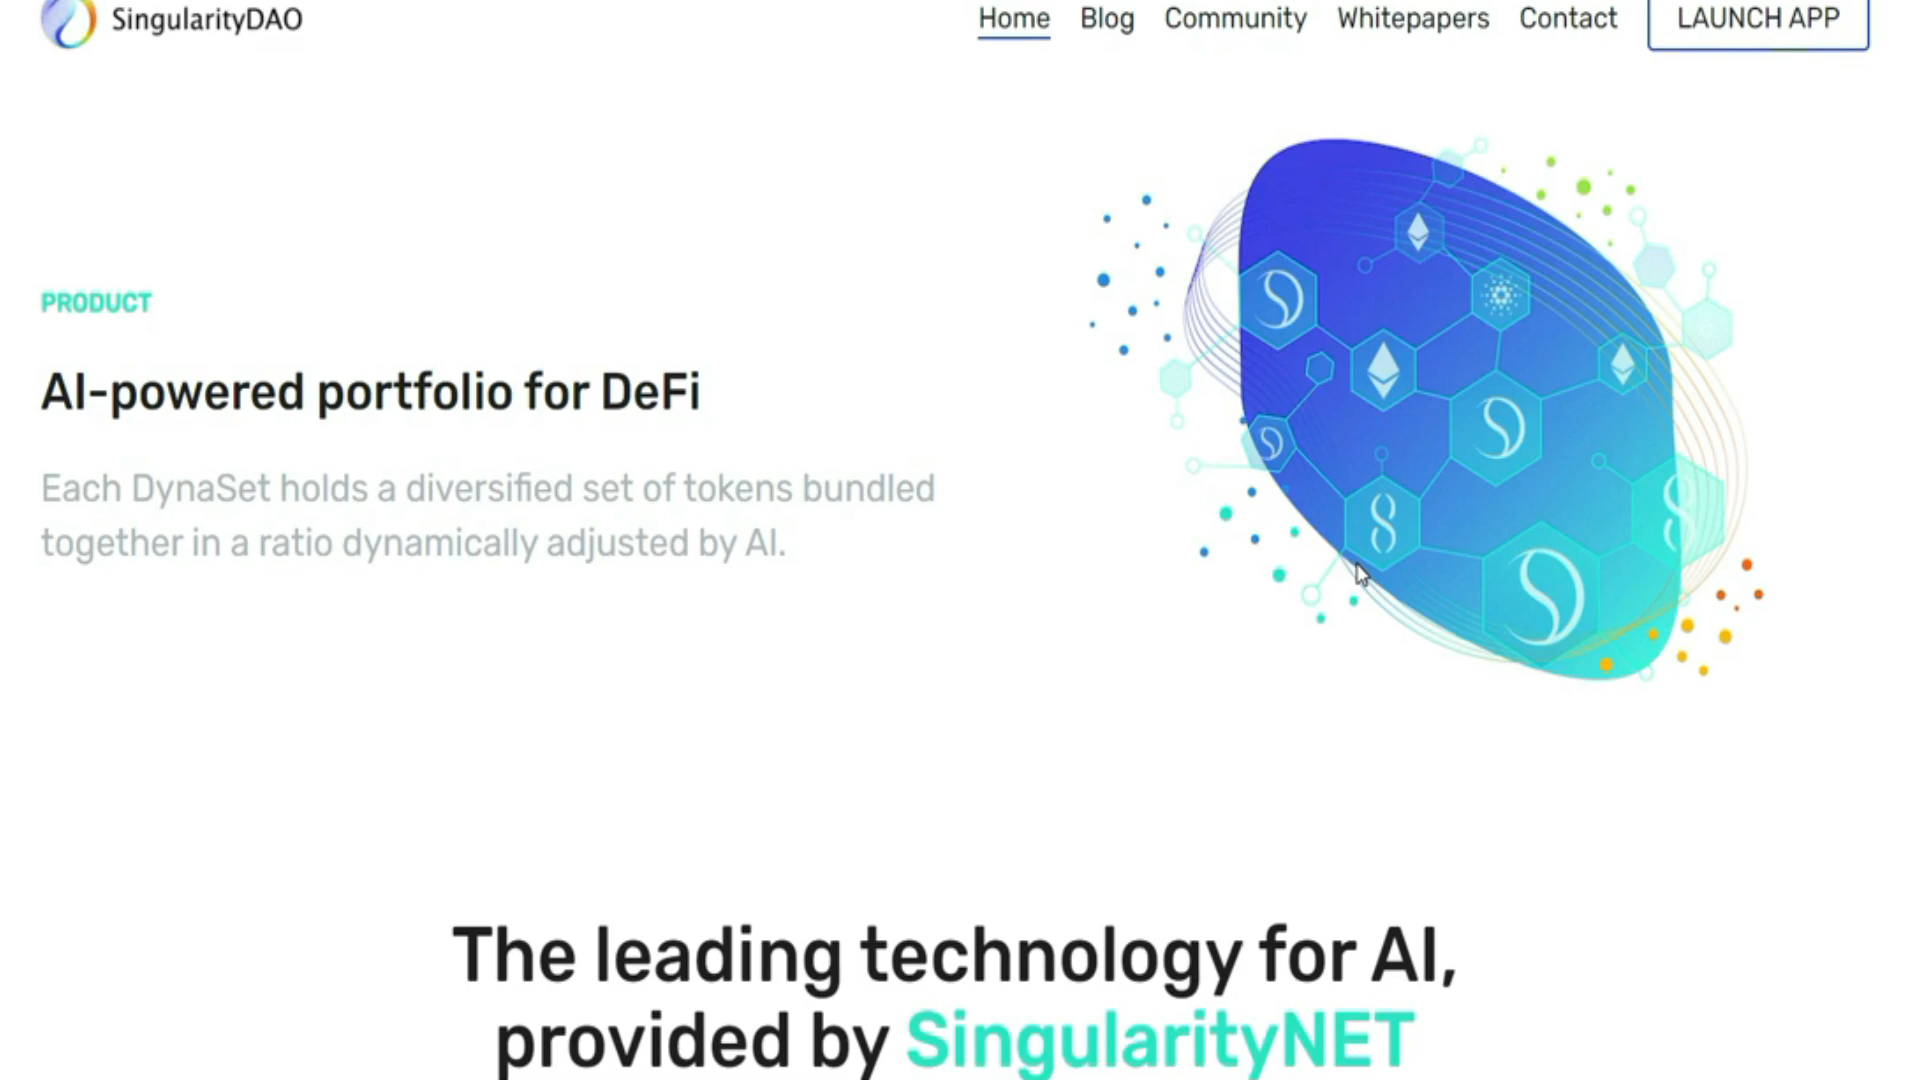 SingularityDAO
Home Blog Community Whitepapers Contact LAUNCH APP
PRODUCT
AI-powered portfolio for DeFi
Each DynaSet holds a diversified set of tokens bundled
together in a ratio dynamically adjusted by AI.
The leading technology for AI,
provided by SingularityNET